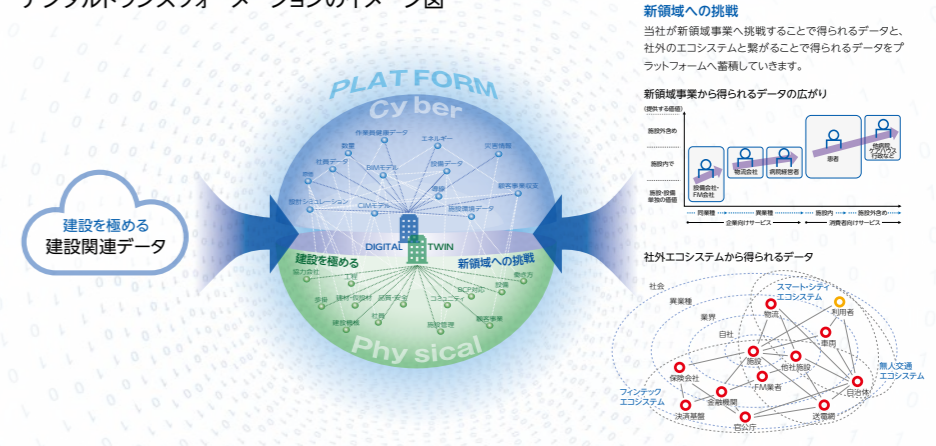 デジタルトランスフォーメーションのイメージ図
建設を極める
建設関連データ
PLATFORM
Cyber
作業員健康データ
数量
エネルギー
災害情報
社員データ
BIMモデル
設備データ
顧客事業収支
設計シミュレーション
CIMモデル
施設環境データ
DIGITAL
TWIN
建設を極める
新領域への挑戦
協力会社
工程
働き方
設備
BCP対応
建材・仮設材
品質・安全
コミュニティ
社員
建設機械
施設管理
顧客事業
Physical
新領域への挑戦
当社が新領域事業へ挑戦することで得られるデータと、
社外のエコシステムと繋がることで得られるデータをプ
ラットフォームへ蓄積していきます。
新領域事業から得られるデータの広がり
(提供する価値)
施設外含め
施設内で
施設・設備
単独の価値
設備会社・
FM会社
物流会社
病院経営者
患者
他病院、
ケアハウス
行政など
同業種
異業種
施設内
施設外含め
企業向けサービス
消費者向けサービス
社外エコシステムから得られるデータ
社会
異業種
業界
自社
スマート・シティ
エコシステム
物流
利用者
車両
施設
他社施設
無人交通
エコシステム
保険会社
FM業者
自治体
フィンテック
エコシステム
金融機関
決済基盤
官公庁
送電網